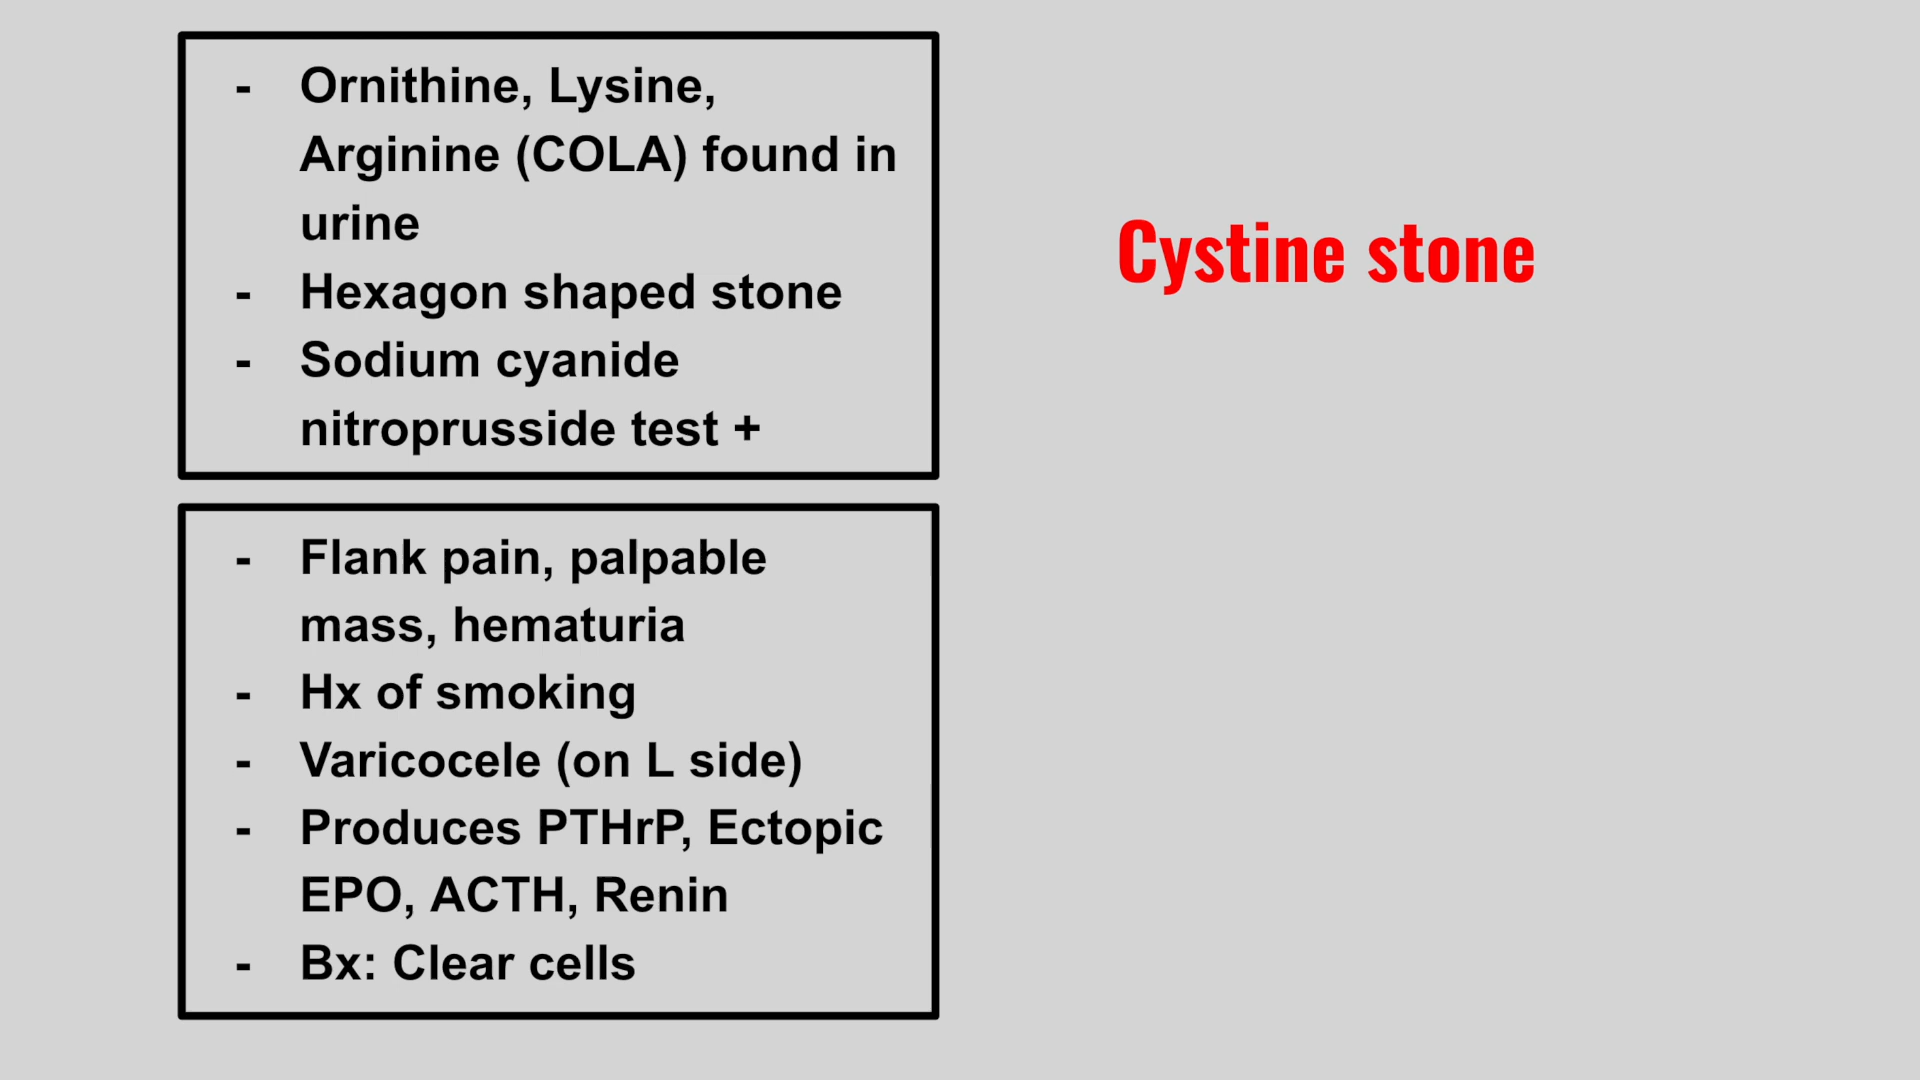 - Ornithine, Lysine,
Arginine (COLA) found in
urine
- Hexagon shaped stone
- Sodium cyanide
nitroprusside test +
Cystine stone
- Flank pain, palpable
mass, hematuria
- Hx of smoking
- Varicocele (on L side)
- Produces PTHrP, Ectopic
EPO, ACTH, Renin
- Bx: Clear cells